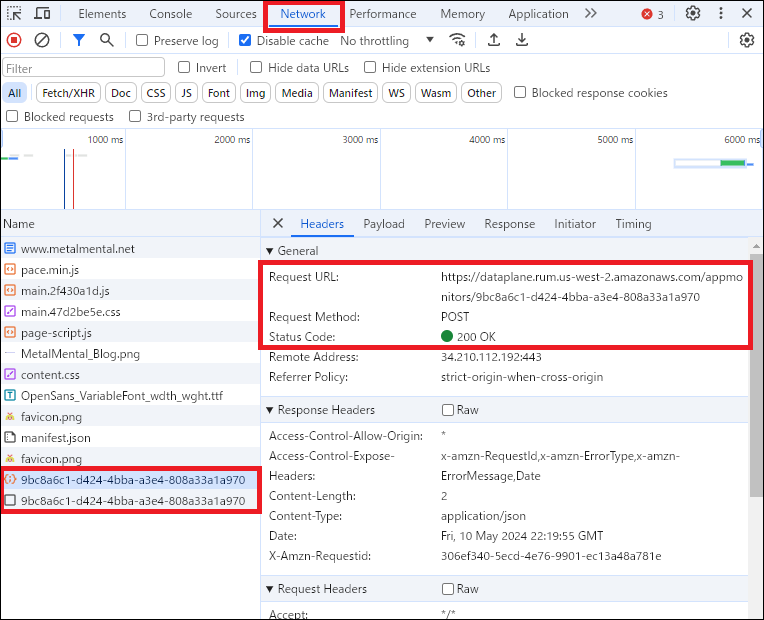 Elements Console Sources Network Performance Memory Application 3
Preserve log Disable cache No throttling
Filter Invert Hide data URLs Hide extension URLs
All Fetch/XHR Doc CSS JS Font Img Media Manifest WS Wasm Other Blocked response cookies
Blocked requests 3rd-party requests
1000 ms 2000 ms 3000 ms 4000 ms 5000 ms 6000 ms
Name
www.metalmental.net
pace.min.js
main.2f430a1d.js
main.47d2be5e.css
page-script.js
MetalMental_Blog.png
content.css
OpenSans_VariableFont_wdth_wght.ttf
favicon.png
manifest.json
favicon.png
9bc8a6c1-d424-4bba-a3e4-808a33a1a970
9bc8a6c1-d424-4bba-a3e4-808a33a1a970
Headers Payload Preview Response Initiator Timing
General
Request URL: https://dataplane.rum.us-west-2.amazonaws.com/appmo
nitors/9bc8a6c1-d424-4bba-a3e4-808a33a1a970
Request Method: POST
Status Code: 200 OK
Remote Address: 34.210.112.192:443
Referrer Policy: strict-origin-when-cross-origin
Response Headers Raw
Access-Control-Allow-Origin: *
Access-Control-Expose- x-amzn-RequestId,x-amzn-ErrorType,x-amzn-
Headers: ErrorMessage,Date
Content-Length: 2
Content-Type: application/json
Date: Fri, 10 May 2024 22:19:55 GMT
X-Amzn-Requestid: 306ef340-5ecd-4e76-9901-ec13a48a781e
Request Headers Raw
Accept: */*